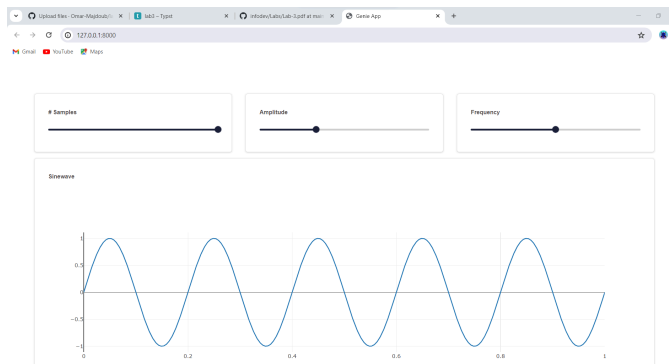 Upload files · Omar-Majdoub/
lab3 – Typst
infodev/Labs/Lab-3.pdf at mai
Genie App
127.0.0.1:8000
Gmail
YouTube
Maps
# Samples
Amplitude
Frequency
Sinewave
1
0.5
0
−0.5
−1
0
0.2
0.4
0.6
0.8
1